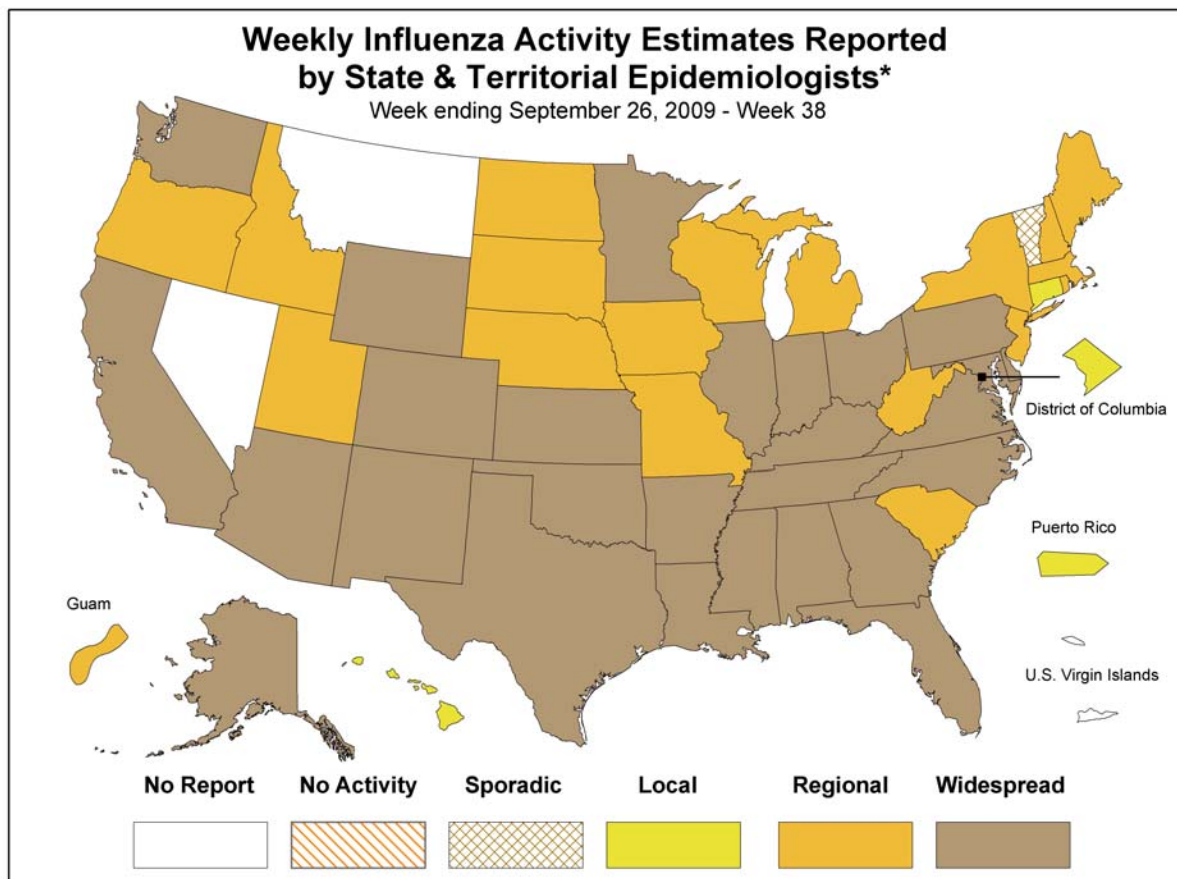 Weekly Influenza Activity Estimates Reported
by State & Territorial Epidemiologists*
Week ending September 26, 2009 - Week 38
District of Columbia
Puerto Rico
Guam
U.S. Virgin Islands
No Report No Activity Sporadic Local Regional Widespread